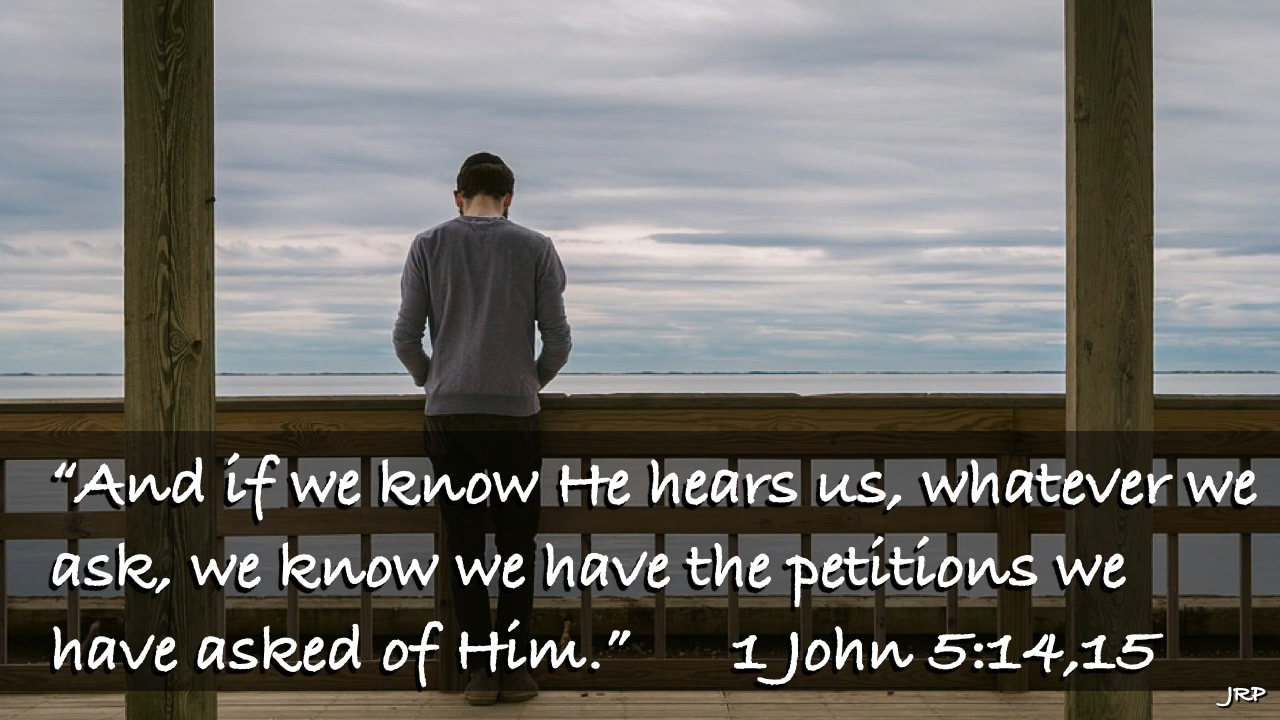 “And if we know He hears us, whatever we
ask, we know we have the petitions we
have asked of Him.” 1 John 5:14,15
JRP